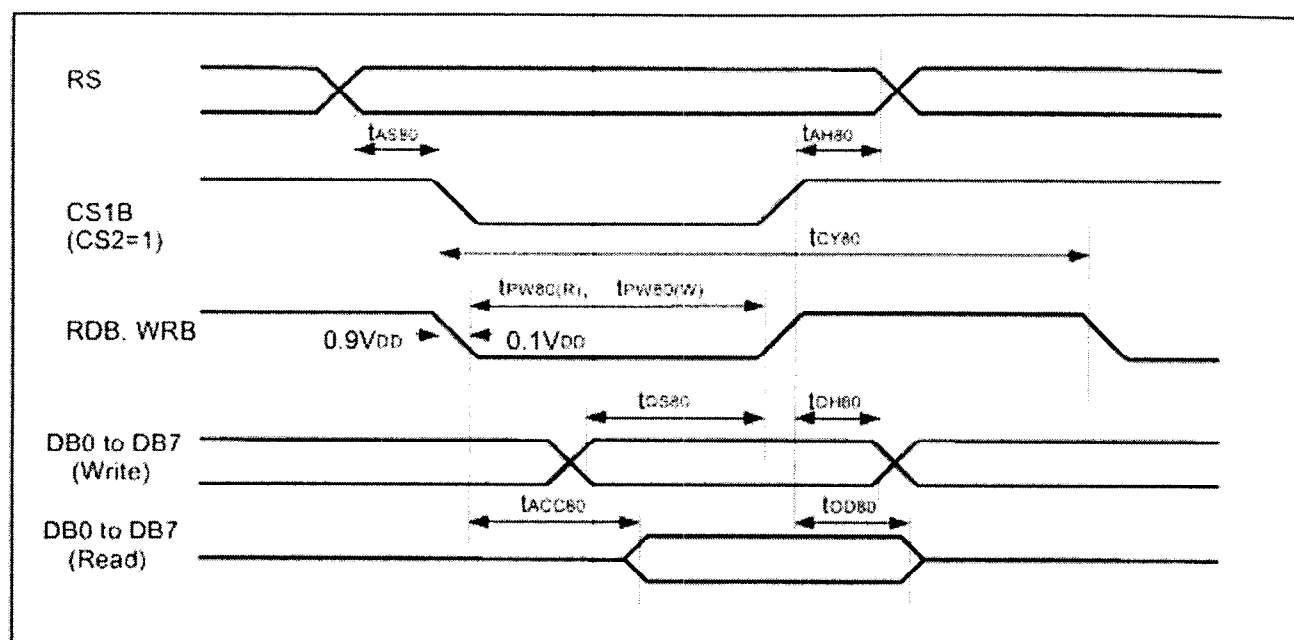 RS
tAS80
tAH80
CS1B
(CS2=1)
tCY80
tPW80(R), tPW80(W)
RDB. WRB
0.9VDD
0.1VDD
tDS80
tDH80
DB0 to DB7
(Write)
tACC80
tOD80
DB0 to DB7
(Read)